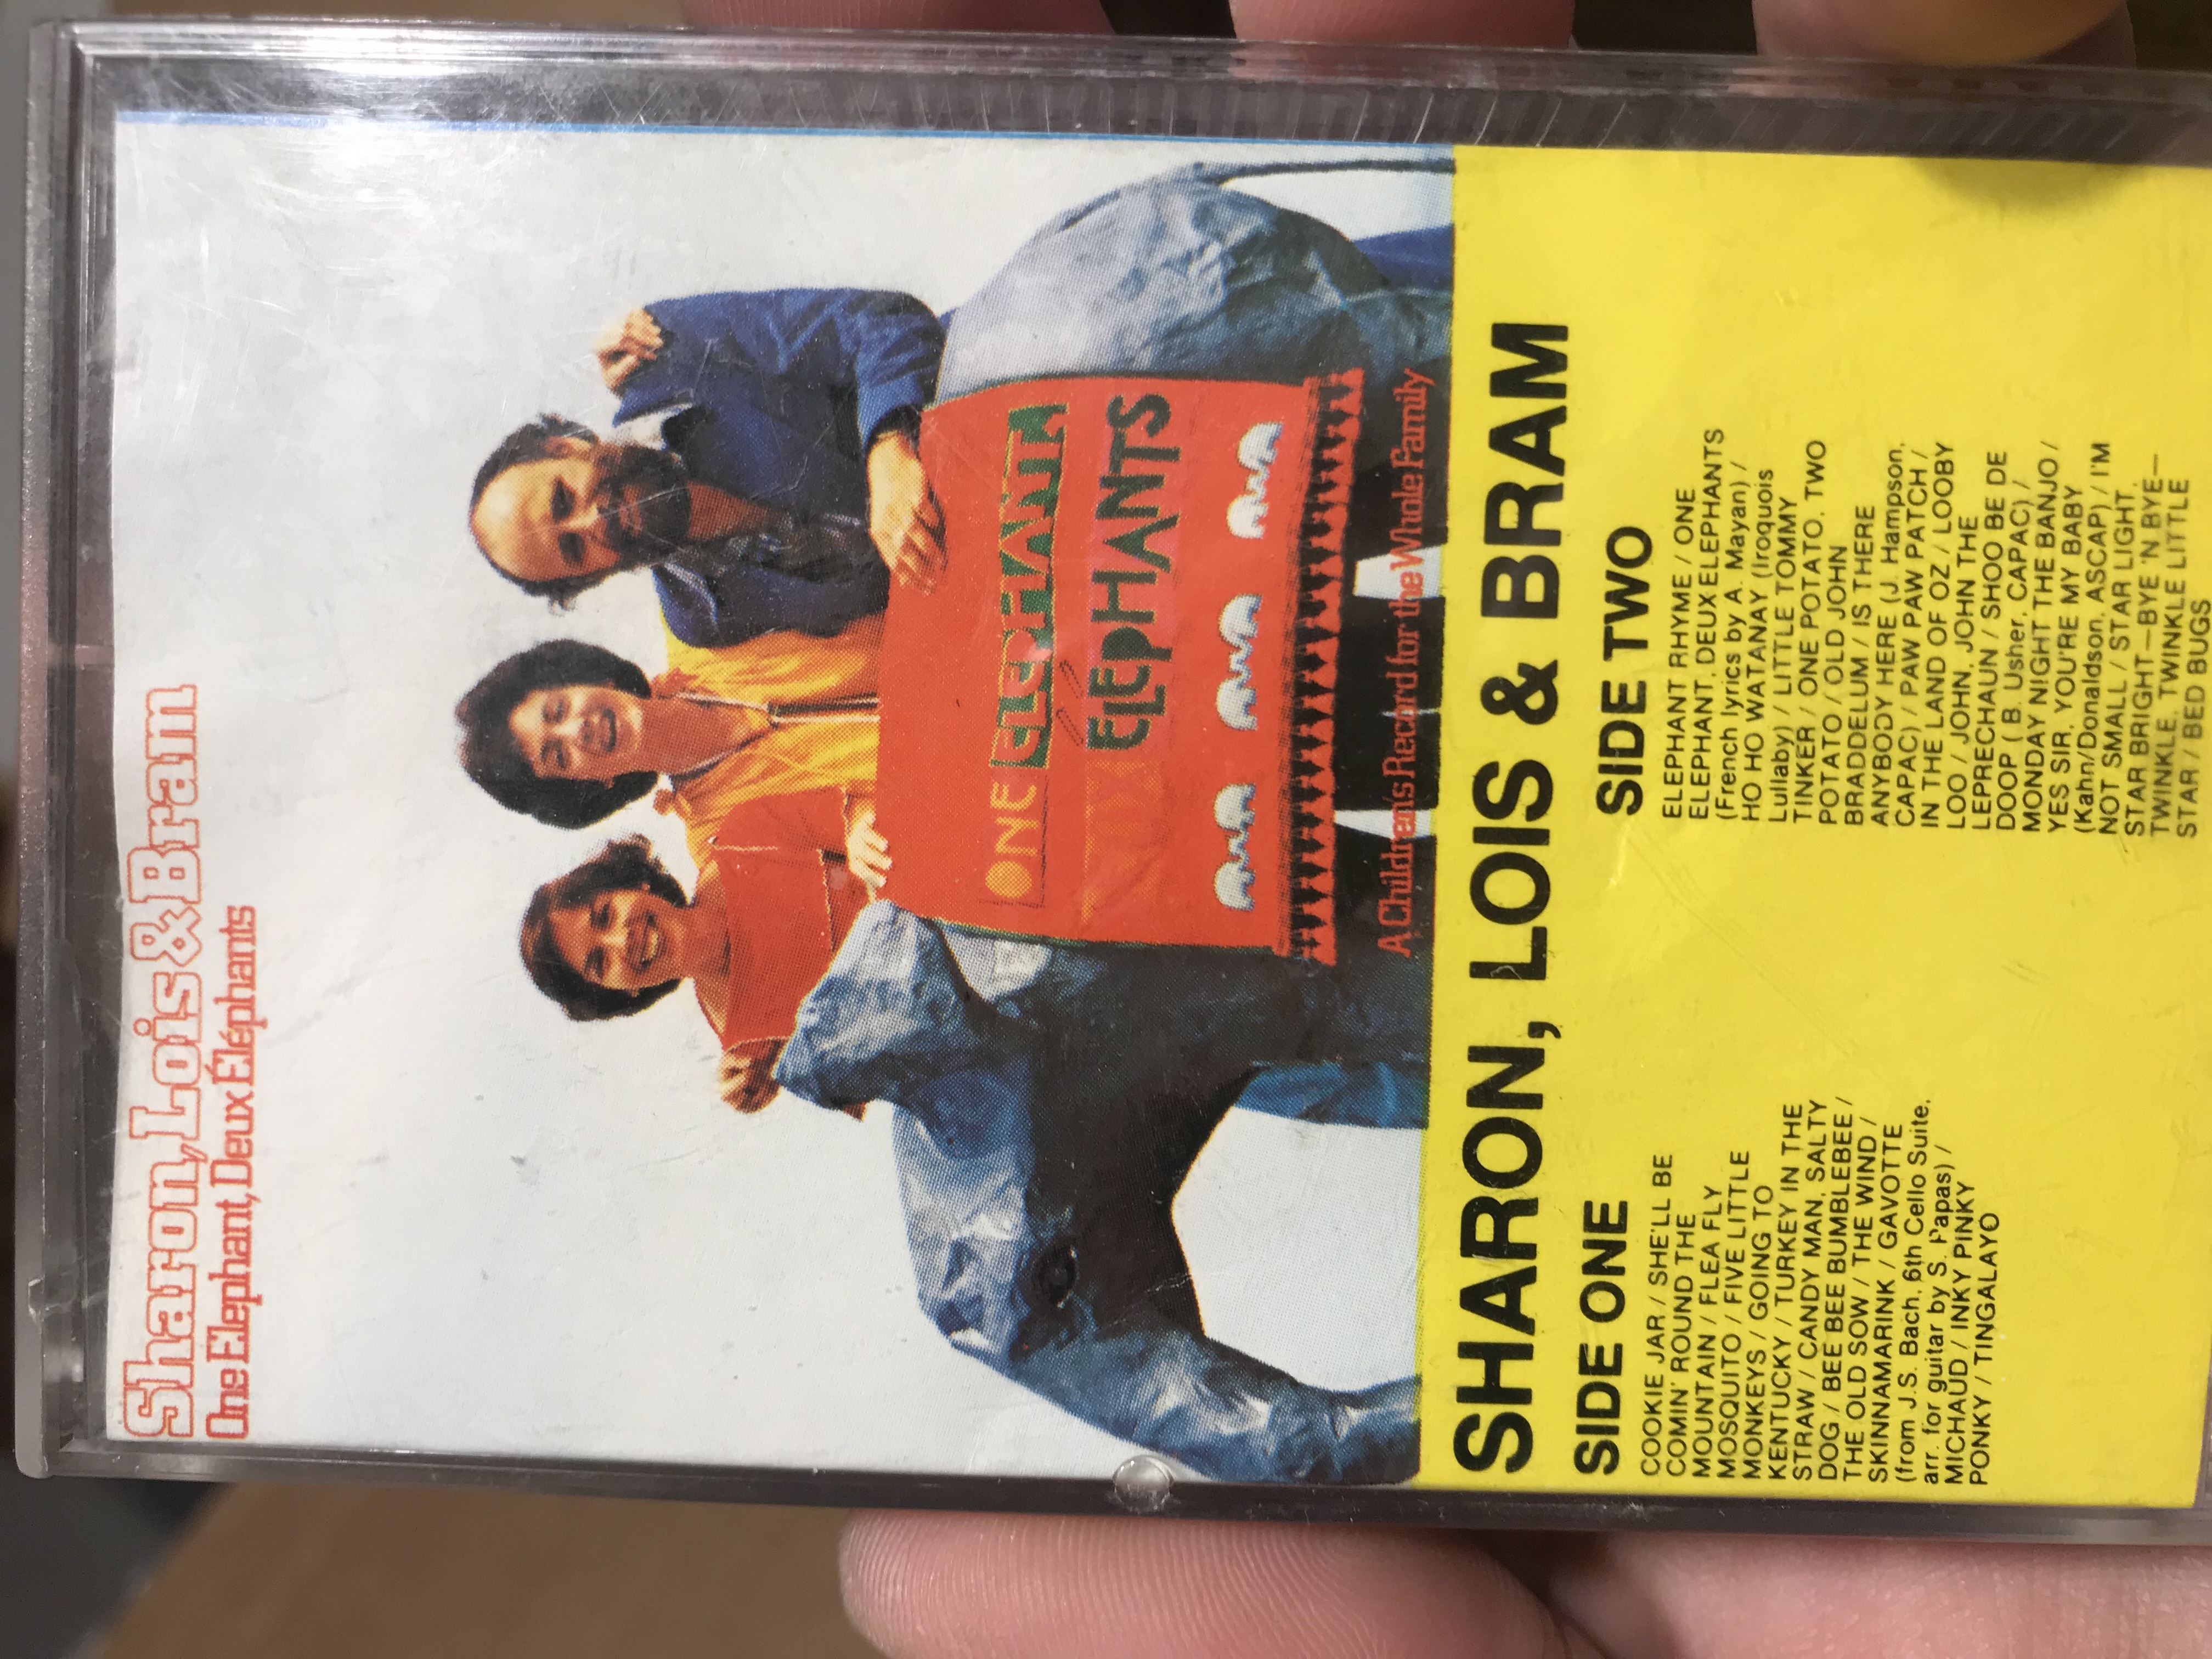 Sharon, Lois & Bram
One Elephant, Deux Éléphants
ONE ELEPHANT
DEUX ÉLÉPHANTS
A Children's Record for the Whole Family
SHARON, LOIS & BRAM
SIDE ONE
COOKIE JAR / SHE'LL BE
COMIN' ROUND THE
MOUNTAIN / FLEA FLY
MOSQUITO / FIVE LITTLE
MONKEYS / GOING TO
KENTUCKY / TURKEY IN THE
STRAW / CANDY MAN, SALTY
DOG / BEE BEE BUMBLEBEE /
THE OLD SOW / THE WIND /
SKINNAMARINK / GAVOTTE
(from J.S. Bach, 6th Cello Suite,
arr. for guitar by S. Papas) /
MICHAUD / INKY PINKY
PONKY / TINGALAYO
SIDE TWO
ELEPHANT RHYME / ONE
ELEPHANT, DEUX ELEPHANTS
(French lyrics by A. Mayan) /
HO HO WATANAY (Iroquois
Lullaby) / LITTLE TOMMY
TINKER / ONE POTATO, TWO
POTATO / OLD JOHN
BRADDELUM / IS THERE
ANYBODY HERE (J. Hampson,
CAPAC) / PAW PAW PATCH /
IN THE LAND OF OZ / LOOBY
LOO / JOHN, JOHN THE
LEPRECHAUN / SHOO BE DE
DOOP ( B. Usher, CAPAC) /
MONDAY NIGHT THE BANJO /
YES SIR, YOU'RE MY BABY
(Kahn/Donaldson, ASCAP) / I'M
NOT SMALL / STAR LIGHT,
STAR BRIGHT—BYE 'N BYE—
TWINKLE, TWINKLE LITTLE
STAR / BED BUGS